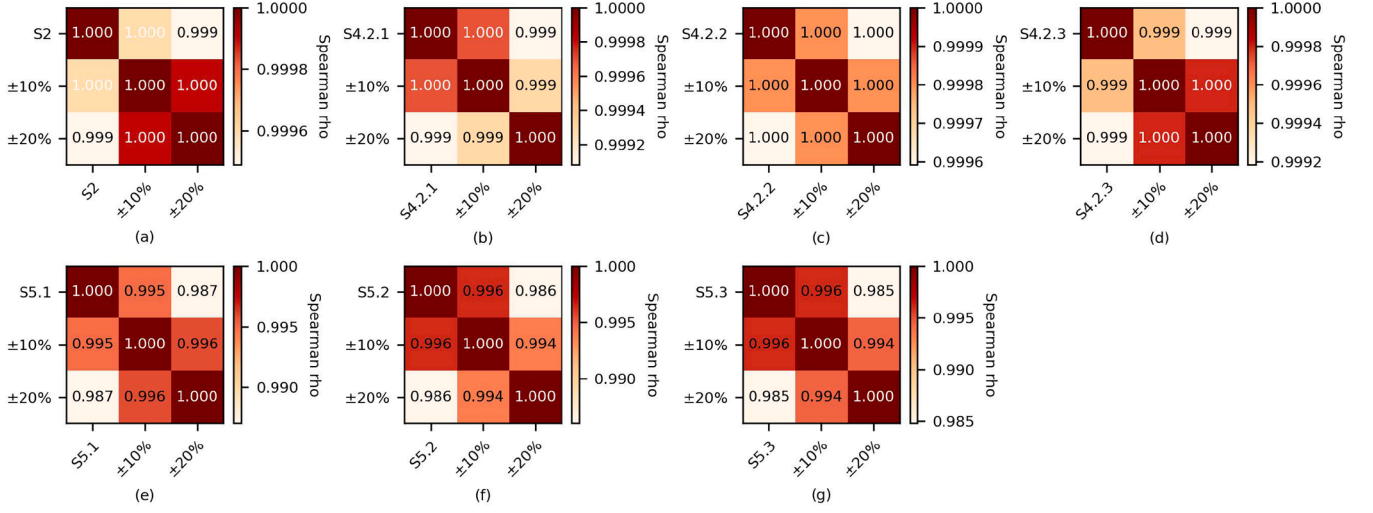 S2 1.000 1.000 0.999
±10% 1.000 1.000 1.000
±20% 0.999 1.000 1.000
S2 ±10% ±20%
1.0000
0.9998
0.9996
Spearman rho
(a)
S4.2.1 1.000 1.000 0.999
±10% 1.000 1.000 0.999
±20% 0.999 0.999 1.000
S4.2.1 ±10% ±20%
1.0000
0.9998
0.9996
0.9994
0.9992
Spearman rho
(b)
S4.2.2 1.000 1.000 1.000
±10% 1.000 1.000 1.000
±20% 1.000 1.000 1.000
S4.2.2 ±10% ±20%
1.0000
0.9999
0.9998
0.9997
0.9996
Spearman rho
(c)
S4.2.3 1.000 0.999 0.999
±10% 0.999 1.000 1.000
±20% 0.999 1.000 1.000
S4.2.3 ±10% ±20%
1.0000
0.9998
0.9996
0.9994
0.9992
Spearman rho
(d)
S5.1 1.000 0.995 0.987
±10% 0.995 1.000 0.996
±20% 0.987 0.996 1.000
S5.1 ±10% ±20%
1.000
0.995
0.990
Spearman rho
(e)
S5.2 1.000 0.996 0.986
±10% 0.996 1.000 0.994
±20% 0.986 0.994 1.000
S5.2 ±10% ±20%
1.000
0.995
0.990
Spearman rho
(f)
S5.3 1.000 0.996 0.985
±10% 0.996 1.000 0.994
±20% 0.985 0.994 1.000
S5.3 ±10% ±20%
1.000
0.995
0.990
0.985
Spearman rho
(g)